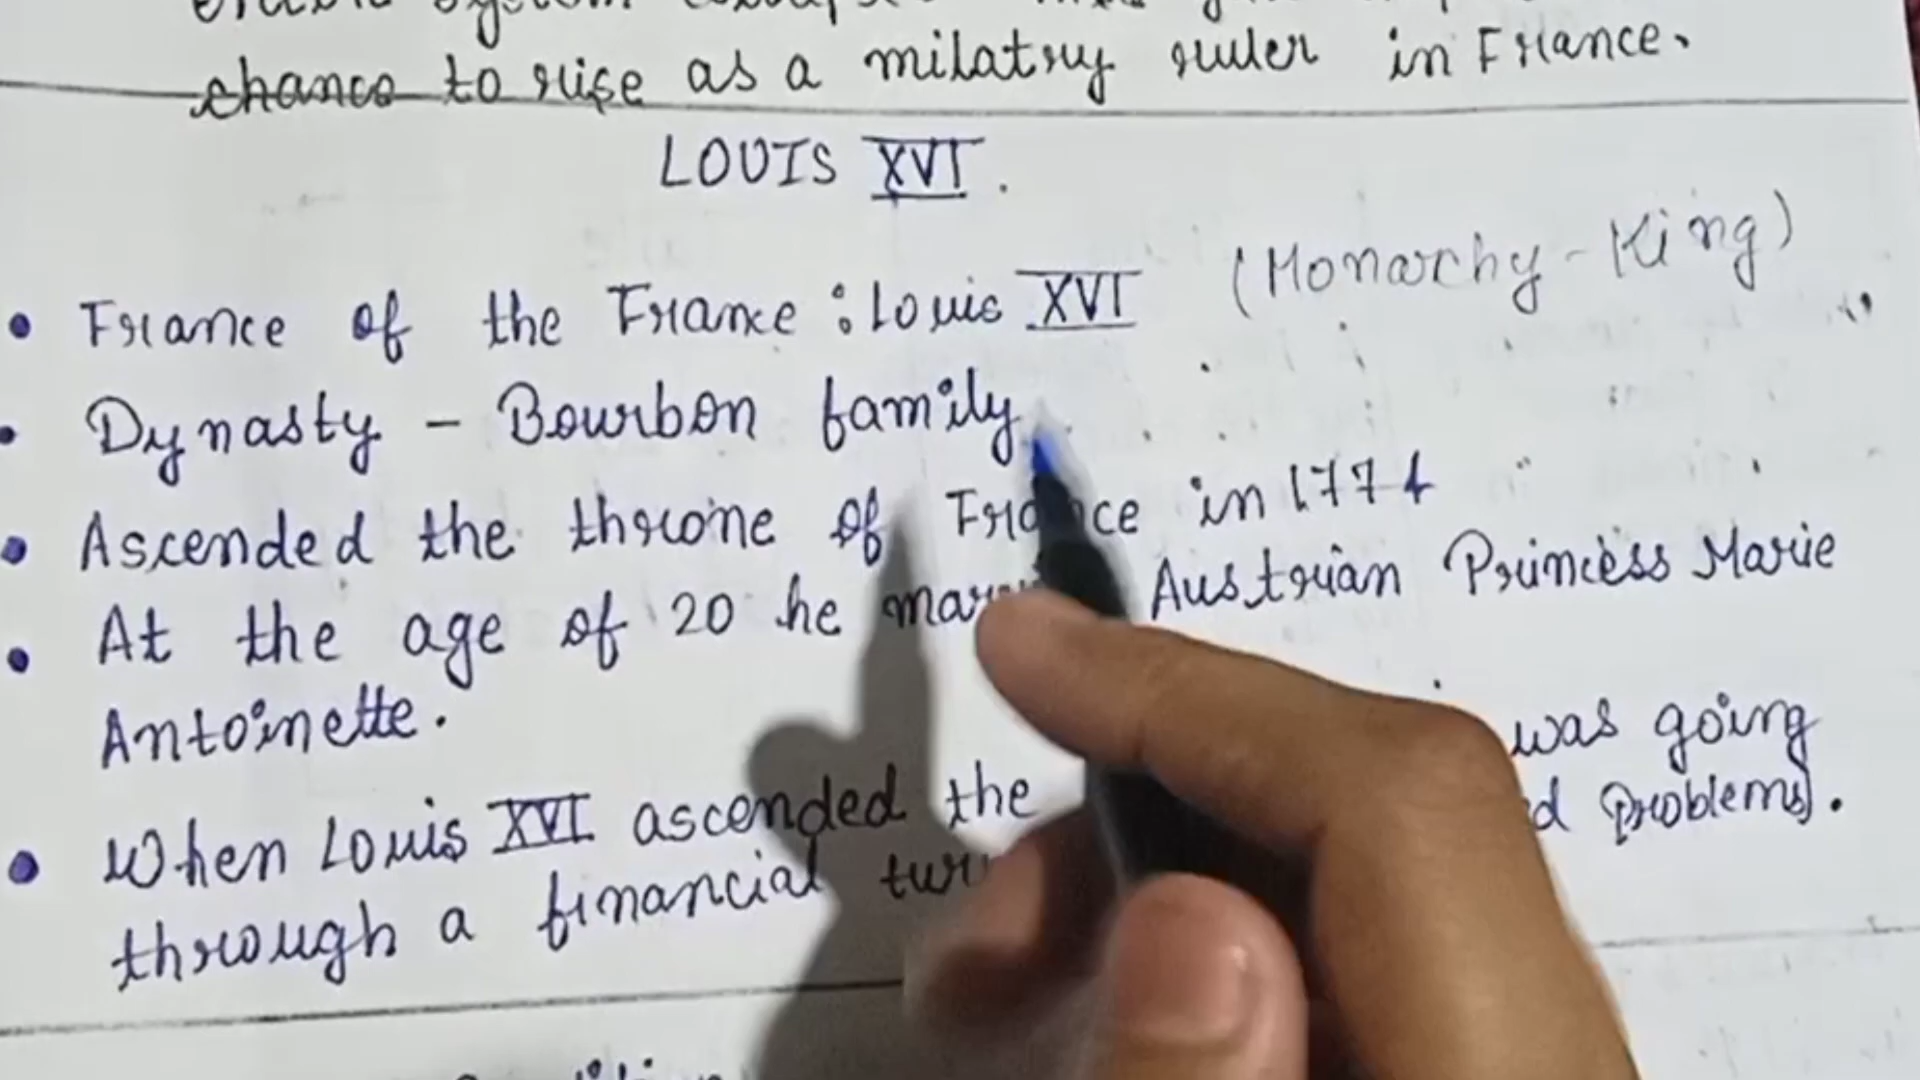 chance to rise as a milatry ruler in France.
LOUIS XVI.
(Monarchy - King)
• France of the France : Louis XVI
• Dynasty - Bourbon family
• Ascended the throne of France in 1774
• At the age of 20 he Austrian Princess Marie
Antoinette.
• When Louis XVI ascended the was going
through a financial problems.